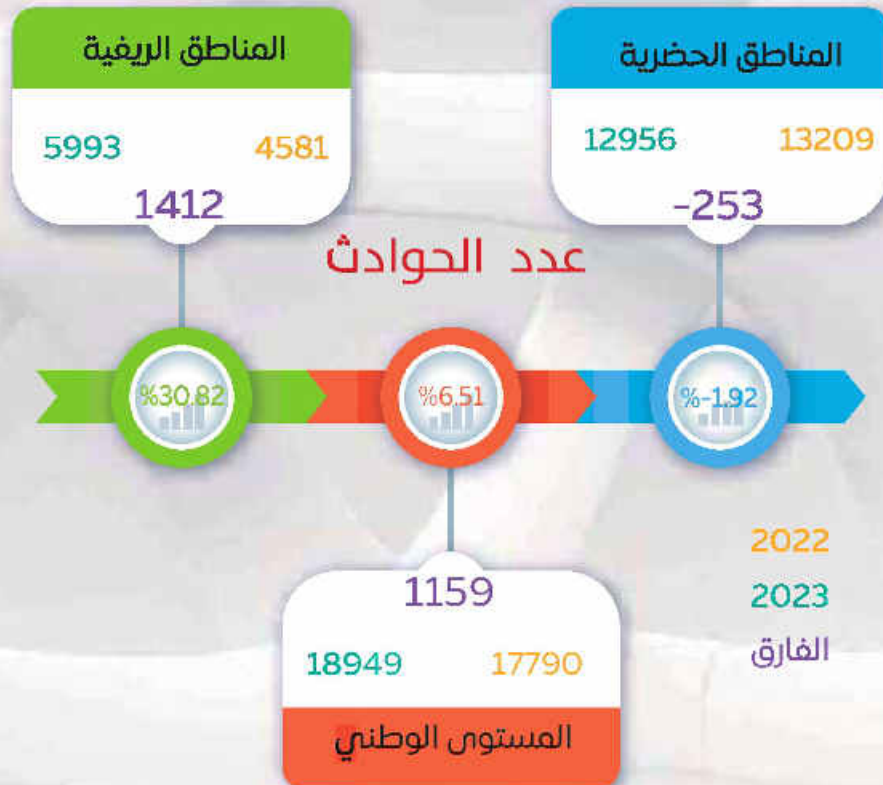 المناطق الحضرية
13209 12956
-253
المناطق الريفية
4581 5993
1412
عدد الحوادث
%-1.92
%6.51
%30.82
1159
17790 18949
المستوى الوطني
2022
2023
الفارق